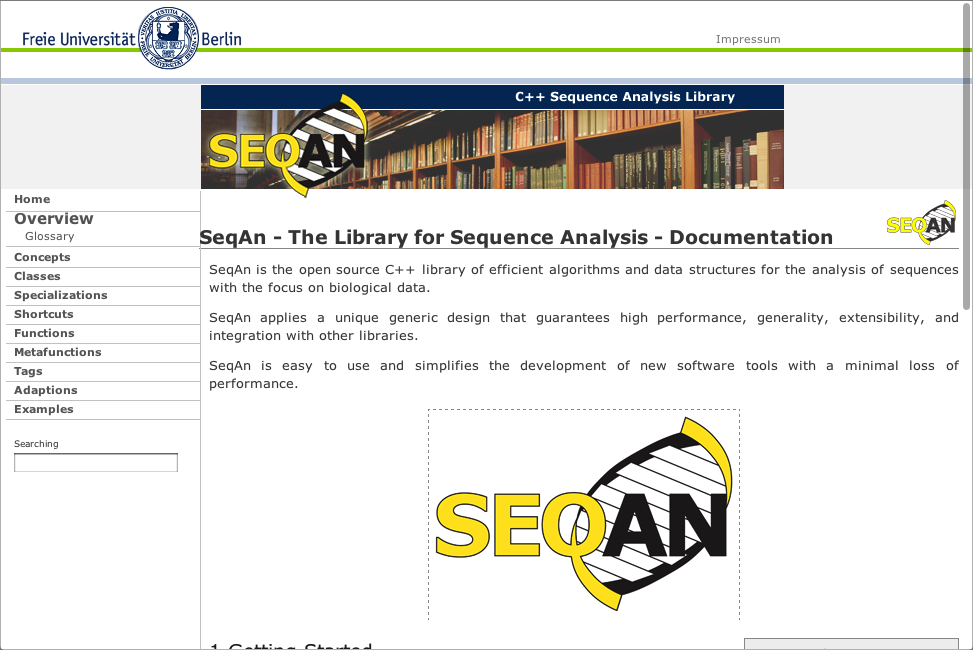 Freie Universität Berlin
Impressum
C++ Sequence Analysis Library
SEQAN
Home
Overview
Glossary
Concepts
Classes
Specializations
Shortcuts
Functions
Metafunctions
Tags
Adaptions
Examples
Searching
SEQAN
SeqAn - The Library for Sequence Analysis - Documentation
SeqAn is the open source C++ library of efficient algorithms and data structures for the analysis of sequences
with the focus on biological data.
SeqAn applies a unique generic design that guarantees high performance, generality, extensibility, and
integration with other libraries.
SeqAn is easy to use and simplifies the development of new software tools with a minimal loss of
performance.
SEQAN
1 Getting Started